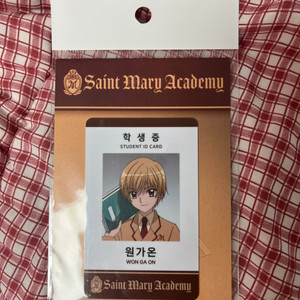 Saint Mary Academy
학생증
STUDENT ID CARD
원가온
WON GA ON
Saint Mary Academy